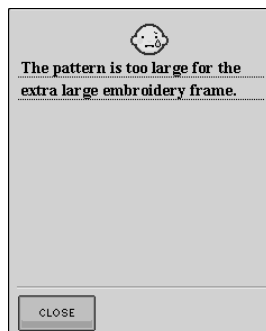 The pattern is too large for the
extra large embroidery frame.
CLOSE